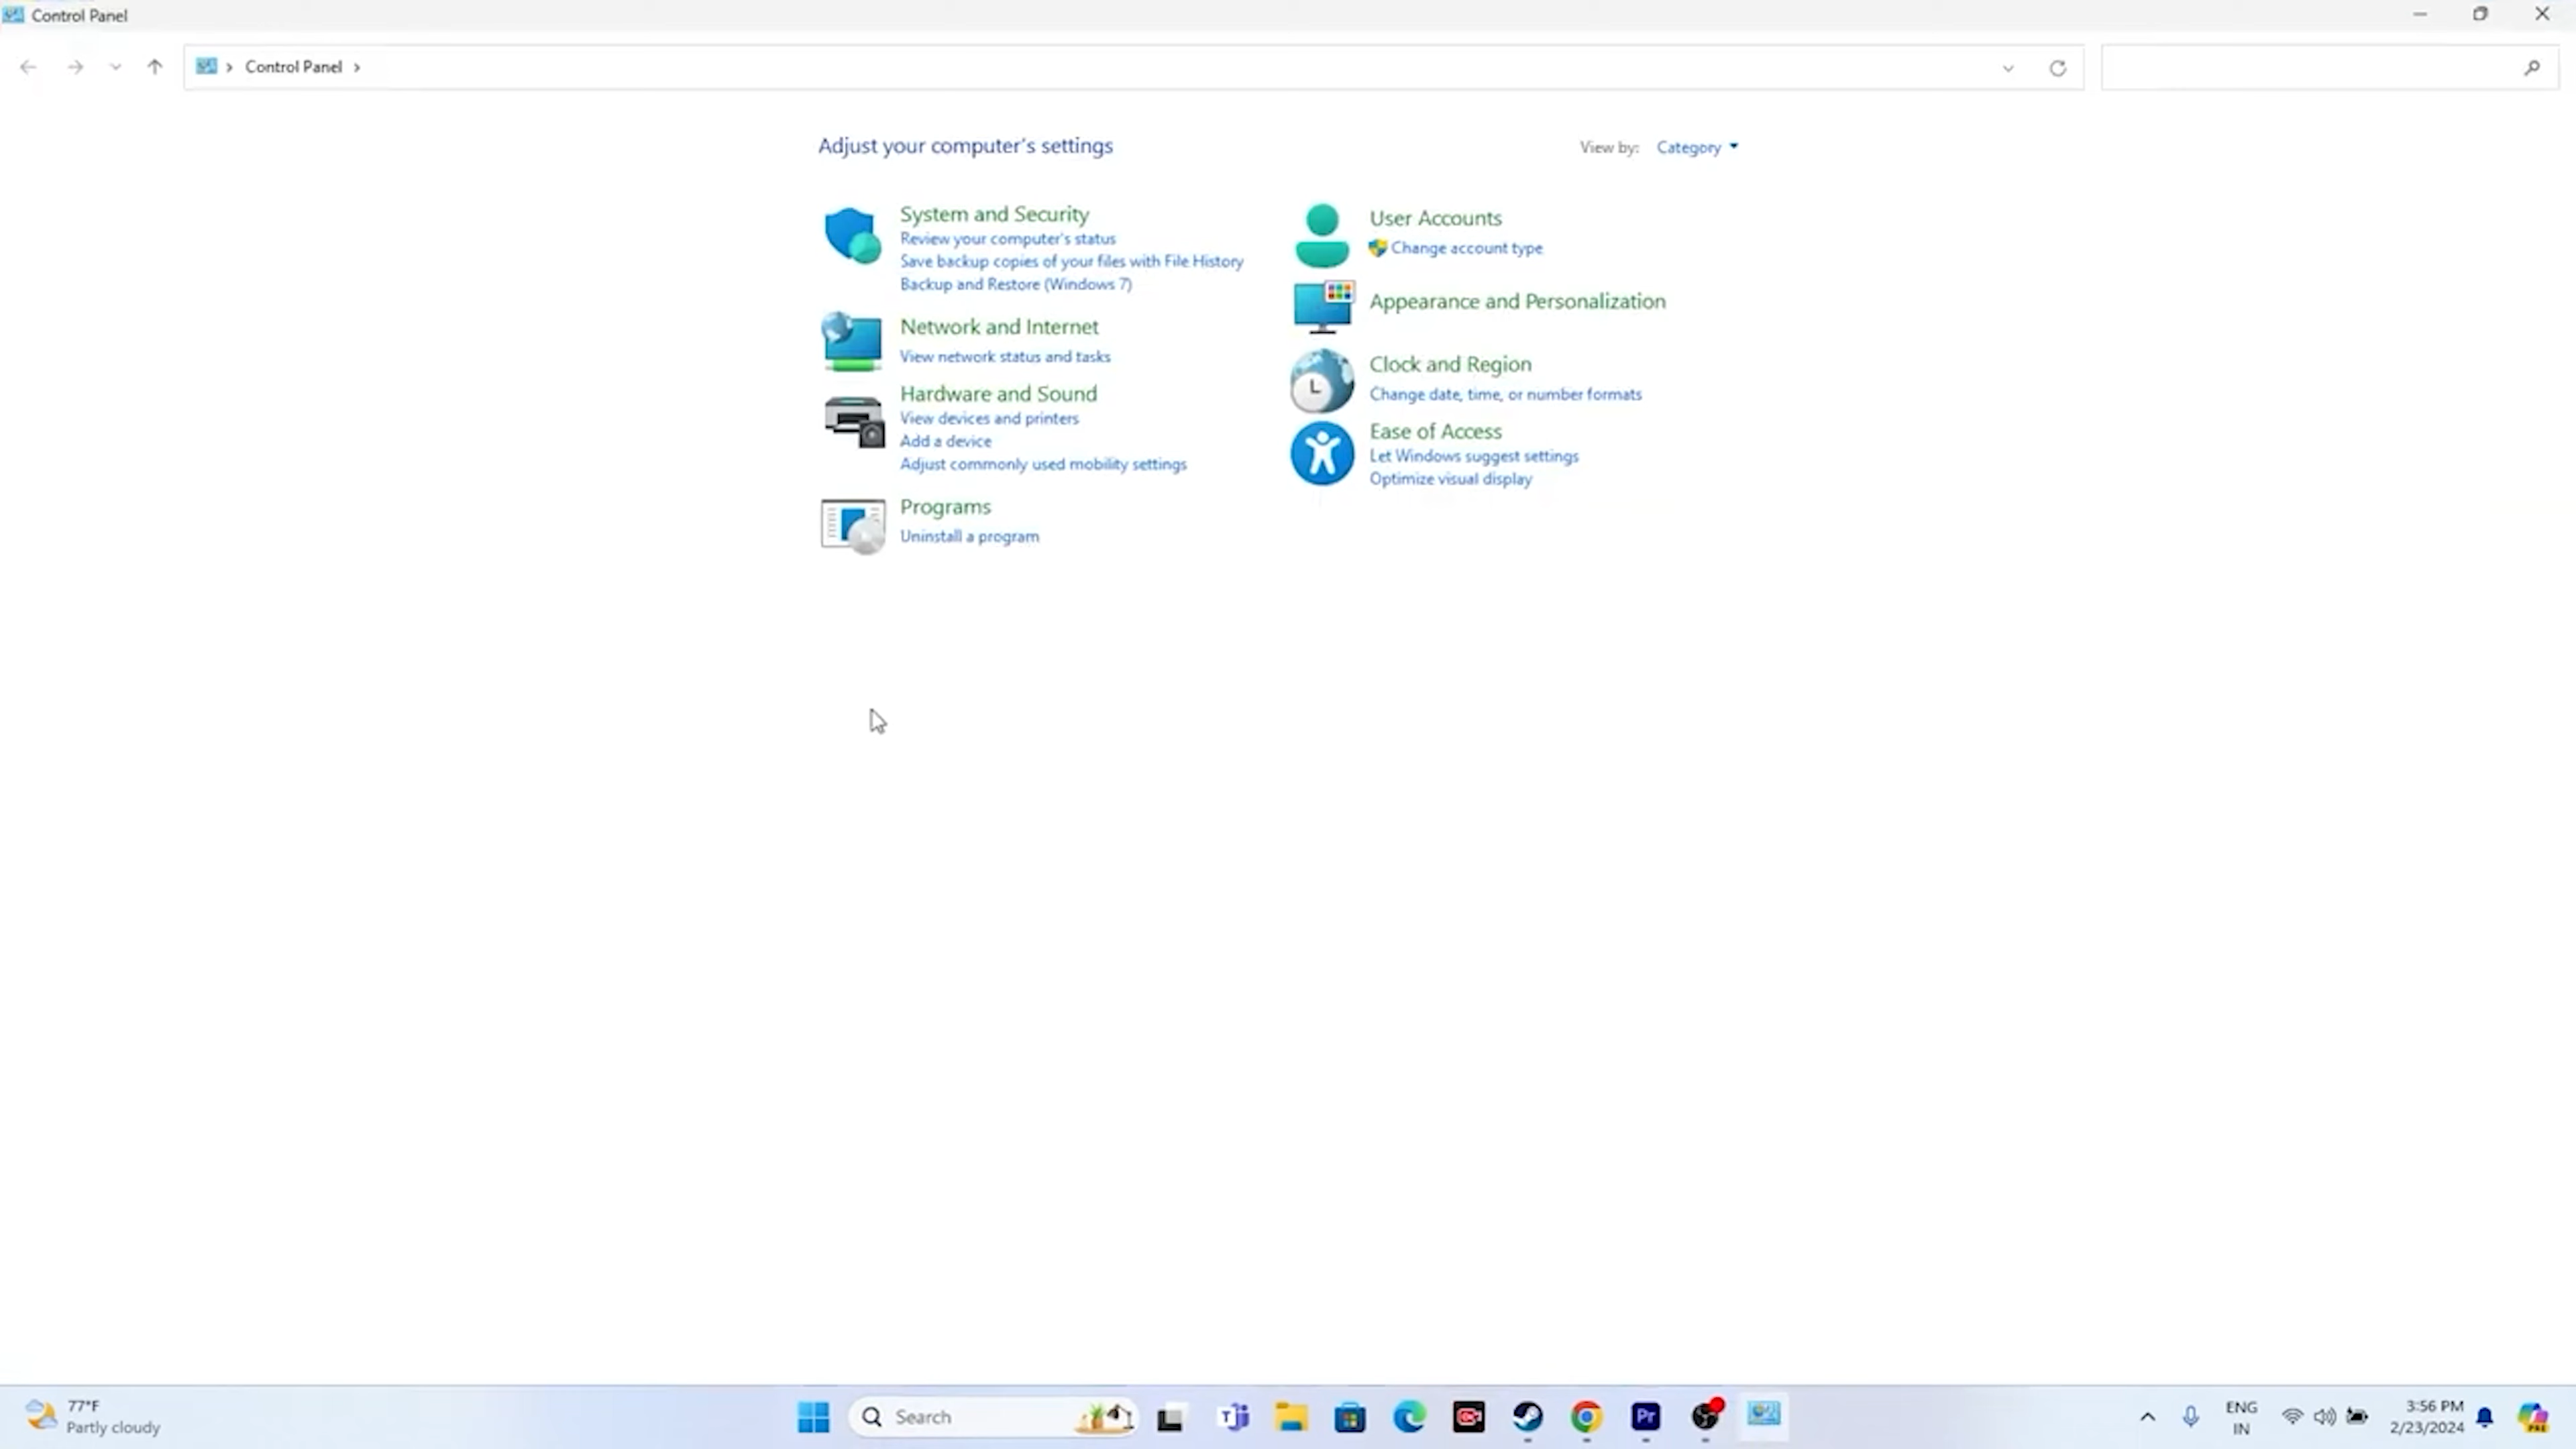 Control Panel
Control Panel
Adjust your computer's settings
View by: Category
System and Security
Review your computer's status
Save backup copies of your files with File History
Backup and Restore (Windows 7)
Network and Internet
View network status and tasks
Hardware and Sound
View devices and printers
Add a device
Adjust commonly used mobility settings
Programs
Uninstall a program
User Accounts
Change account type
Appearance and Personalization
Clock and Region
Change date, time, or number formats
Ease of Access
Let Windows suggest settings
Optimize visual display
77°F
Partly cloudy
Search
Pr
ENG
IN
3:56 PM
2/23/2024
PRE